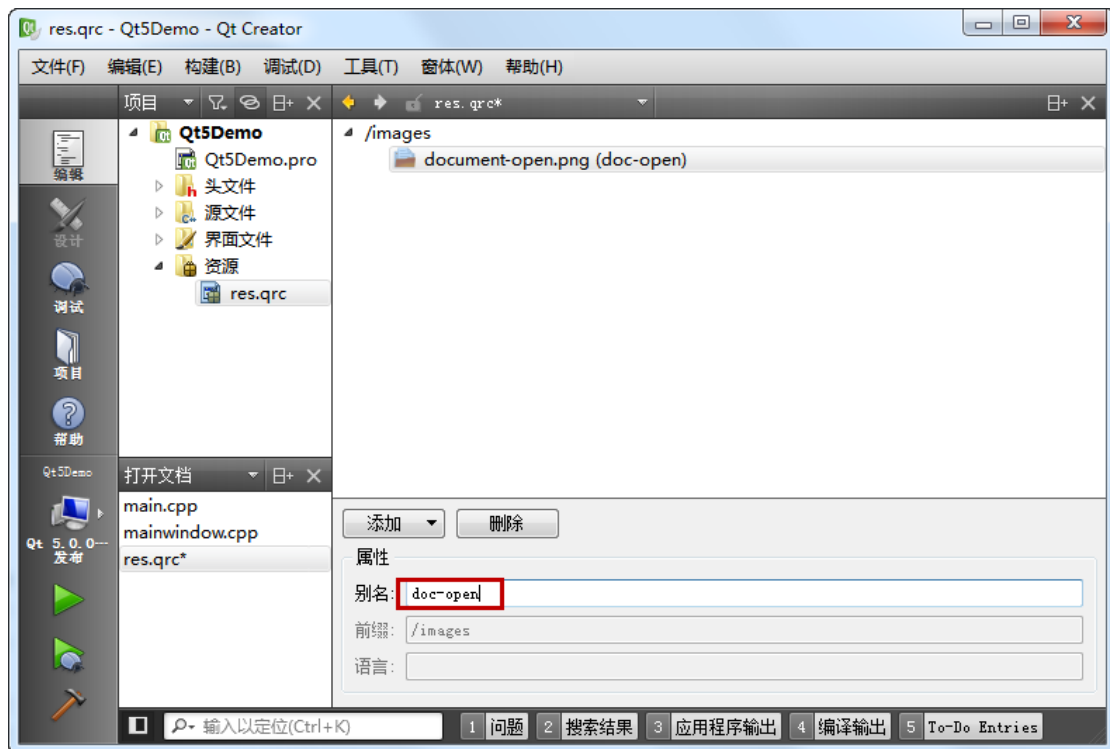 res.qrc - Qt5Demo - Qt Creator
文件(F) 编辑(E) 构建(B) 调试(D) 工具(T) 窗体(W) 帮助(H)
项目
res.qrc*
编辑
设计
调试
项目
帮助
Qt5Demo
Qt 5.0.0---
发布
Qt5Demo
Qt5Demo.pro
头文件
源文件
界面文件
资源
res.qrc
打开文档
main.cpp
mainwindow.cpp
res.qrc*
/images
document-open.png (doc-open)
添加 删除
属性
别名: doc-open
前缀: /images
语言:
输入以定位(Ctrl+K) 1 问题 2 搜索结果 3 应用程序输出 4 编译输出 5 To-Do Entries